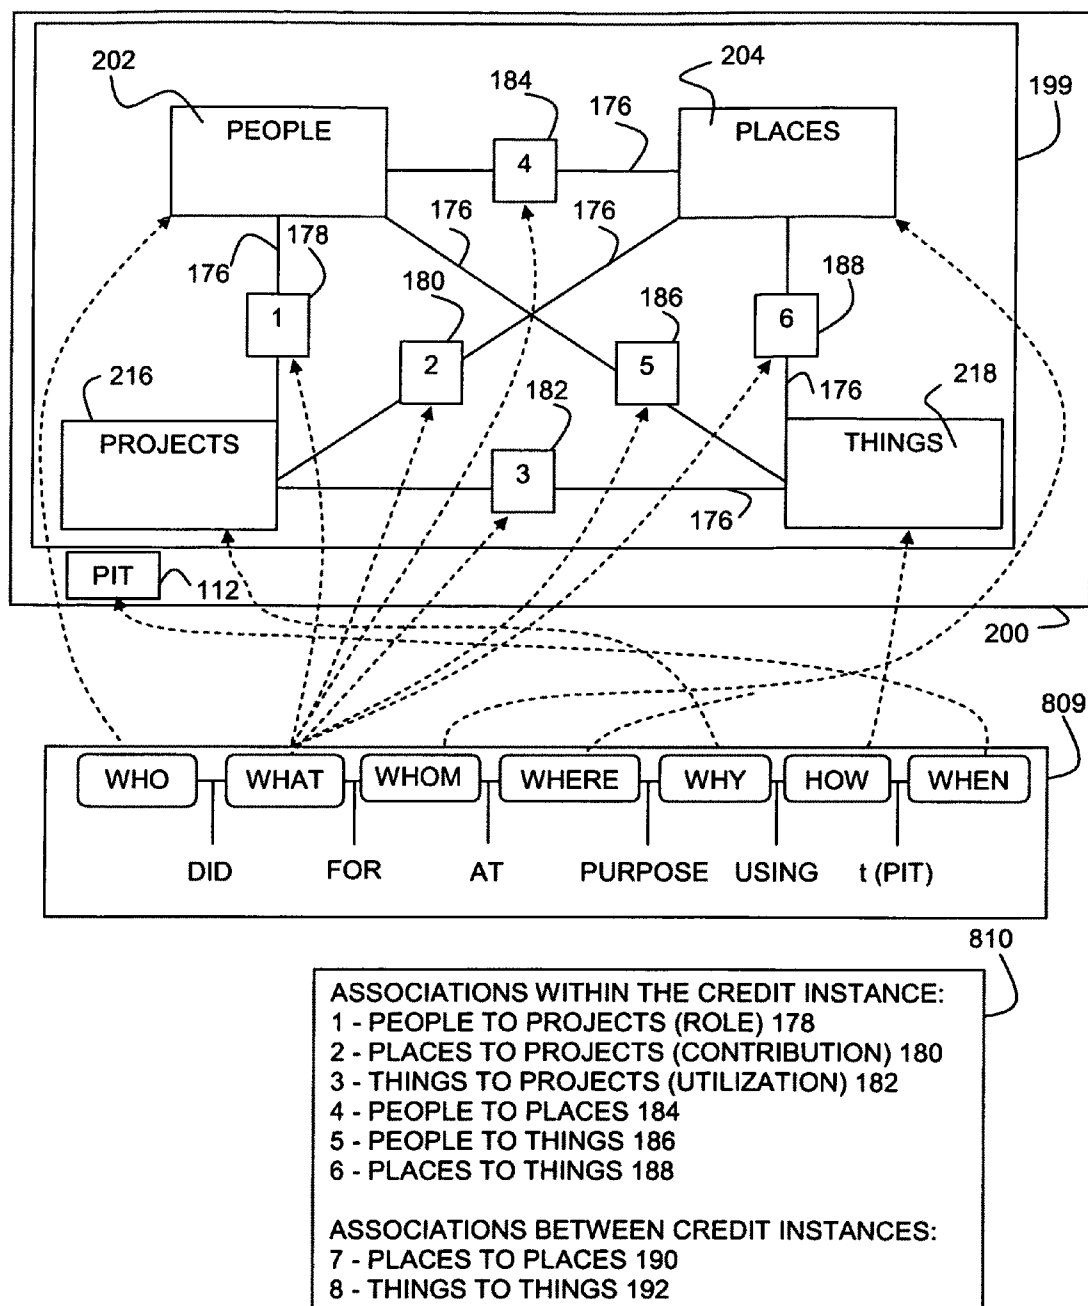 202
204
199
184
176
PEOPLE
4
PLACES
176
176
176
178
180
186
188
1
2
5
6
216
182
176
218
PROJECTS
3
THINGS
176
PIT
112
200
809
WHO
WHAT
WHOM
WHERE
WHY
HOW
WHEN
DID
FOR
AT
PURPOSE
USING
t (PIT)
810
ASSOCIATIONS WITHIN THE CREDIT INSTANCE:
1 - PEOPLE TO PROJECTS (ROLE) 178
2 - PLACES TO PROJECTS (CONTRIBUTION) 180
3 - THINGS TO PROJECTS (UTILIZATION) 182
4 - PEOPLE TO PLACES 184
5 - PEOPLE TO THINGS 186
6 - PLACES TO THINGS 188
ASSOCIATIONS BETWEEN CREDIT INSTANCES:
7 - PLACES TO PLACES 190
8 - THINGS TO THINGS 192